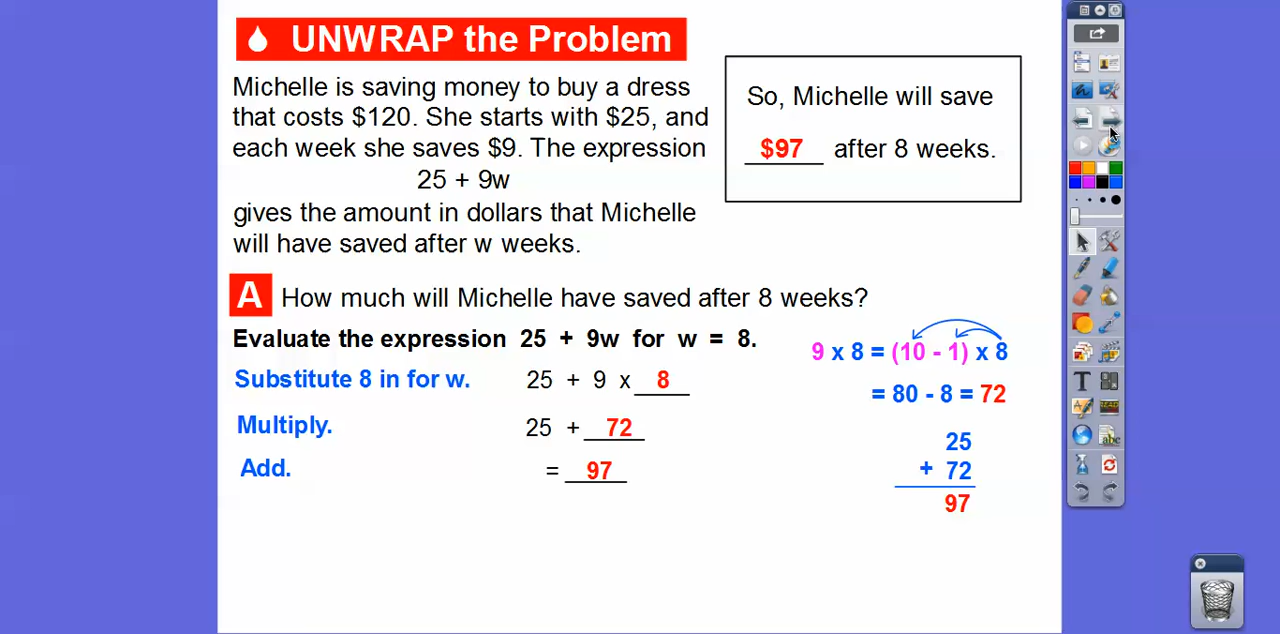 UNWRAP the Problem
Michelle is saving money to buy a dress
that costs $120. She starts with $25, and
each week she saves $9. The expression
25 + 9w
gives the amount in dollars that Michelle
will have saved after w weeks.
So, Michelle will save
$97 after 8 weeks.
A How much will Michelle have saved after 8 weeks?
Evaluate the expression 25 + 9w for w = 8.
Substitute 8 in for w. 25 + 9 x 8
Multiply. 25 + 72
Add. = 97
9 x 8 = (10 - 1) x 8
= 80 - 8 = 72
25
+ 72
97